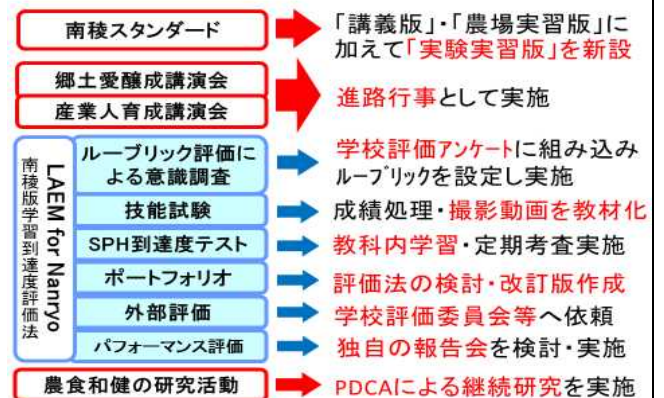 南稜スタンダード
「講義版」・「農場実習版」に
加えて「実験実習版」を新設
郷土愛醸成講演会
産業人育成講演会
進路行事として実施
南稜版学習到達度評価法
LAEM for Nanryo
ルーブリック評価に
よる意識調査
学校評価アンケートに組み込み
ルーブリックを設定し実施
技能試験
成績処理・撮影動画を教材化
SPH到達度テスト
教科内学習・定期考査実施
ポートフォリオ
評価法の検討・改訂版作成
外部評価
学校評価委員会等へ依頼
パフォーマンス評価
独自の報告会を検討・実施
農食和健の研究活動
PDCAによる継続研究を実施